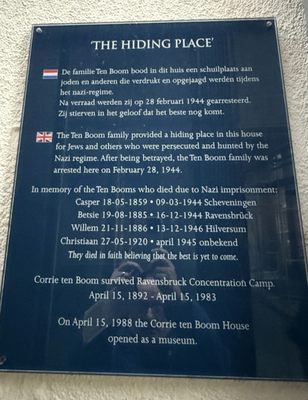 'THE HIDING PLACE'
De familie Ten Boom bood in dit huis een schuilplaats aan
joden en anderen die verdrukt en opgejaagd werden tijdens
het nazi-regime.
Na verraad werden zij op 28 februari 1944 gearresteerd.
Zij stierven in het geloof dat het beste nog komt.
The Ten Boom family provided a hiding place in this house
for Jews and others who were persecuted and hunted by the
Nazi regime. After being betrayed, the Ten Boom family was
arrested here on February 28, 1944.
In memory of the Ten Booms who died due to Nazi imprisonment:
Casper 18-05-1859 • 09-03-1944 Scheveningen
Betsie 19-08-1885 • 16-12-1944 Ravensbrück
Willem 21-11-1886 • 13-12-1946 Hilversum
Christiaan 27-05-1920 • april 1945 onbekend
They died in faith believing that the best is yet to come.
Corrie ten Boom survived Ravensbruck Concentration Camp.
April 15, 1892 - April 15, 1983
On April 15, 1988 the Corrie ten Boom House
opened as a museum.